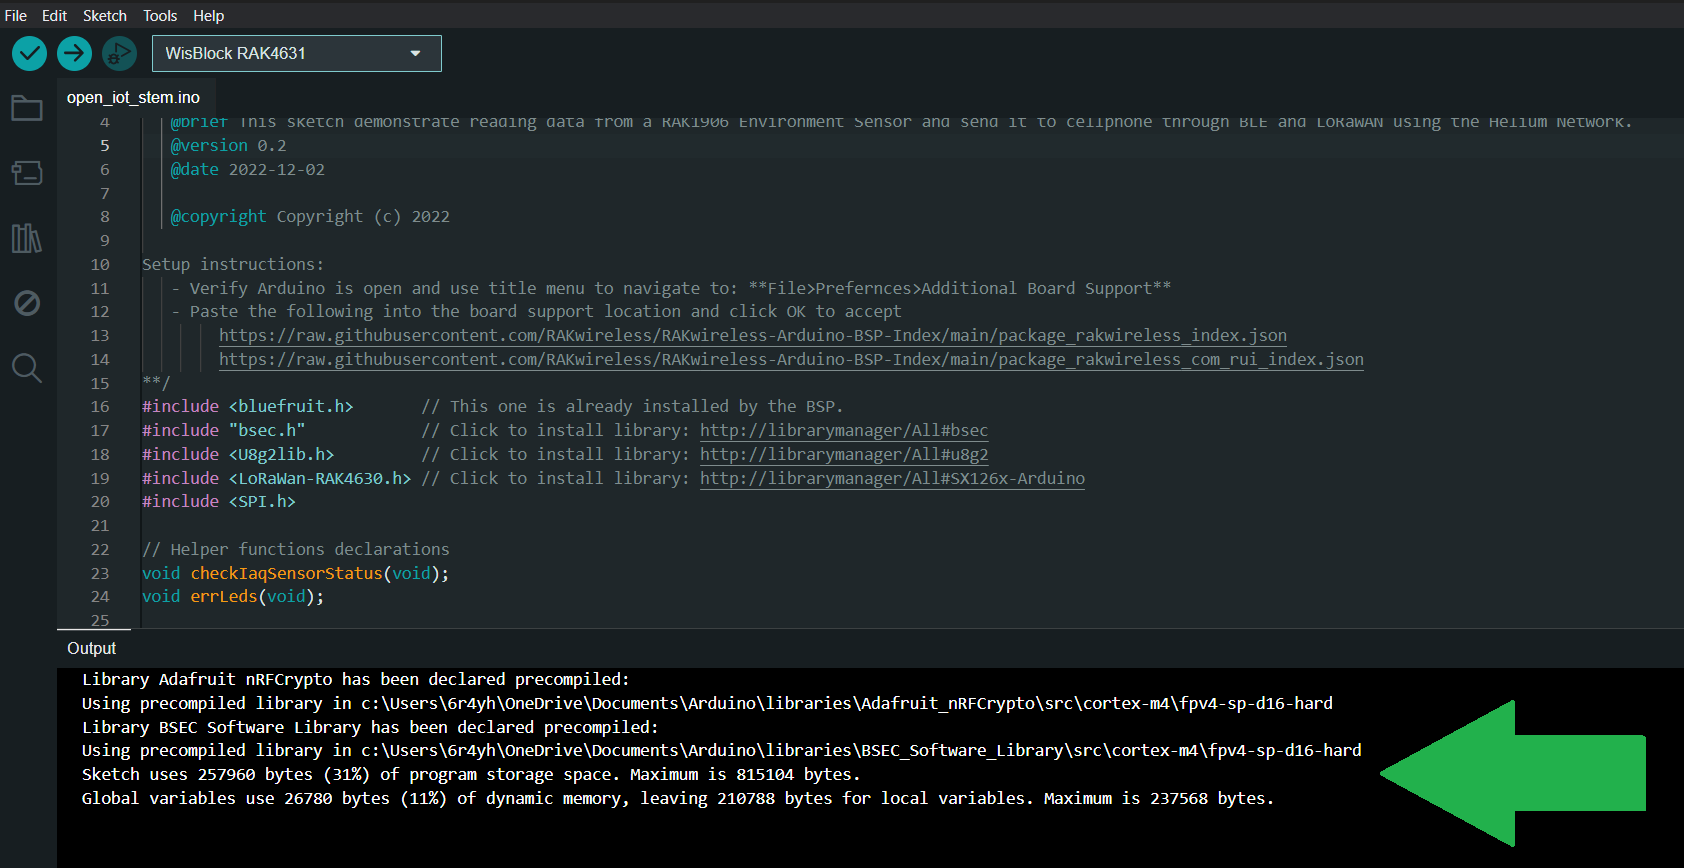 File Edit Sketch Tools Help
WisBlock RAK4631
open_iot_stem.ino
4 @brief This sketch demonstrate reading data from a RAK1906 Environment Sensor and send it to cellphone through BLE and LoRaWAN using the Helium Network.
5 @version 0.2
6 @date 2022-12-02
7
8 @copyright Copyright (c) 2022
9
10 Setup instructions:
11 - Verify Arduino is open and use title menu to navigate to: **File>Prefernces>Additional Board Support**
12 - Paste the following into the board support location and click OK to accept
13 https://raw.githubusercontent.com/RAKwireless/RAKwireless-Arduino-BSP-Index/main/package_rakwireless_index.json
14 https://raw.githubusercontent.com/RAKwireless/RAKwireless-Arduino-BSP-Index/main/package_rakwireless_com_rui_index.json
15 **/
16 #include <bluefruit.h> // This one is already installed by the BSP.
17 #include "bsec.h" // Click to install library: http://librarymanager/All#bsec
18 #include <U8g2lib.h> // Click to install library: http://librarymanager/All#u8g2
19 #include <LoRaWan-RAK4630.h> // Click to install library: http://librarymanager/All#SX126x-Arduino
20 #include <SPI.h>
21
22 // Helper functions declarations
23 void checkIaqSensorStatus(void);
24 void errLeds(void);
25
Output
Library Adafruit nRFCrypto has been declared precompiled:
Using precompiled library in c:\Users\6r4yh\OneDrive\Documents\Arduino\libraries\Adafruit_nRFCrypto\src\cortex-m4\fpv4-sp-d16-hard
Library BSEC Software Library has been declared precompiled:
Using precompiled library in c:\Users\6r4yh\OneDrive\Documents\Arduino\libraries\BSEC_Software_Library\src\cortex-m4\fpv4-sp-d16-hard
Sketch uses 257960 bytes (31%) of program storage space. Maximum is 815104 bytes.
Global variables use 26780 bytes (11%) of dynamic memory, leaving 210788 bytes for local variables. Maximum is 237568 bytes.